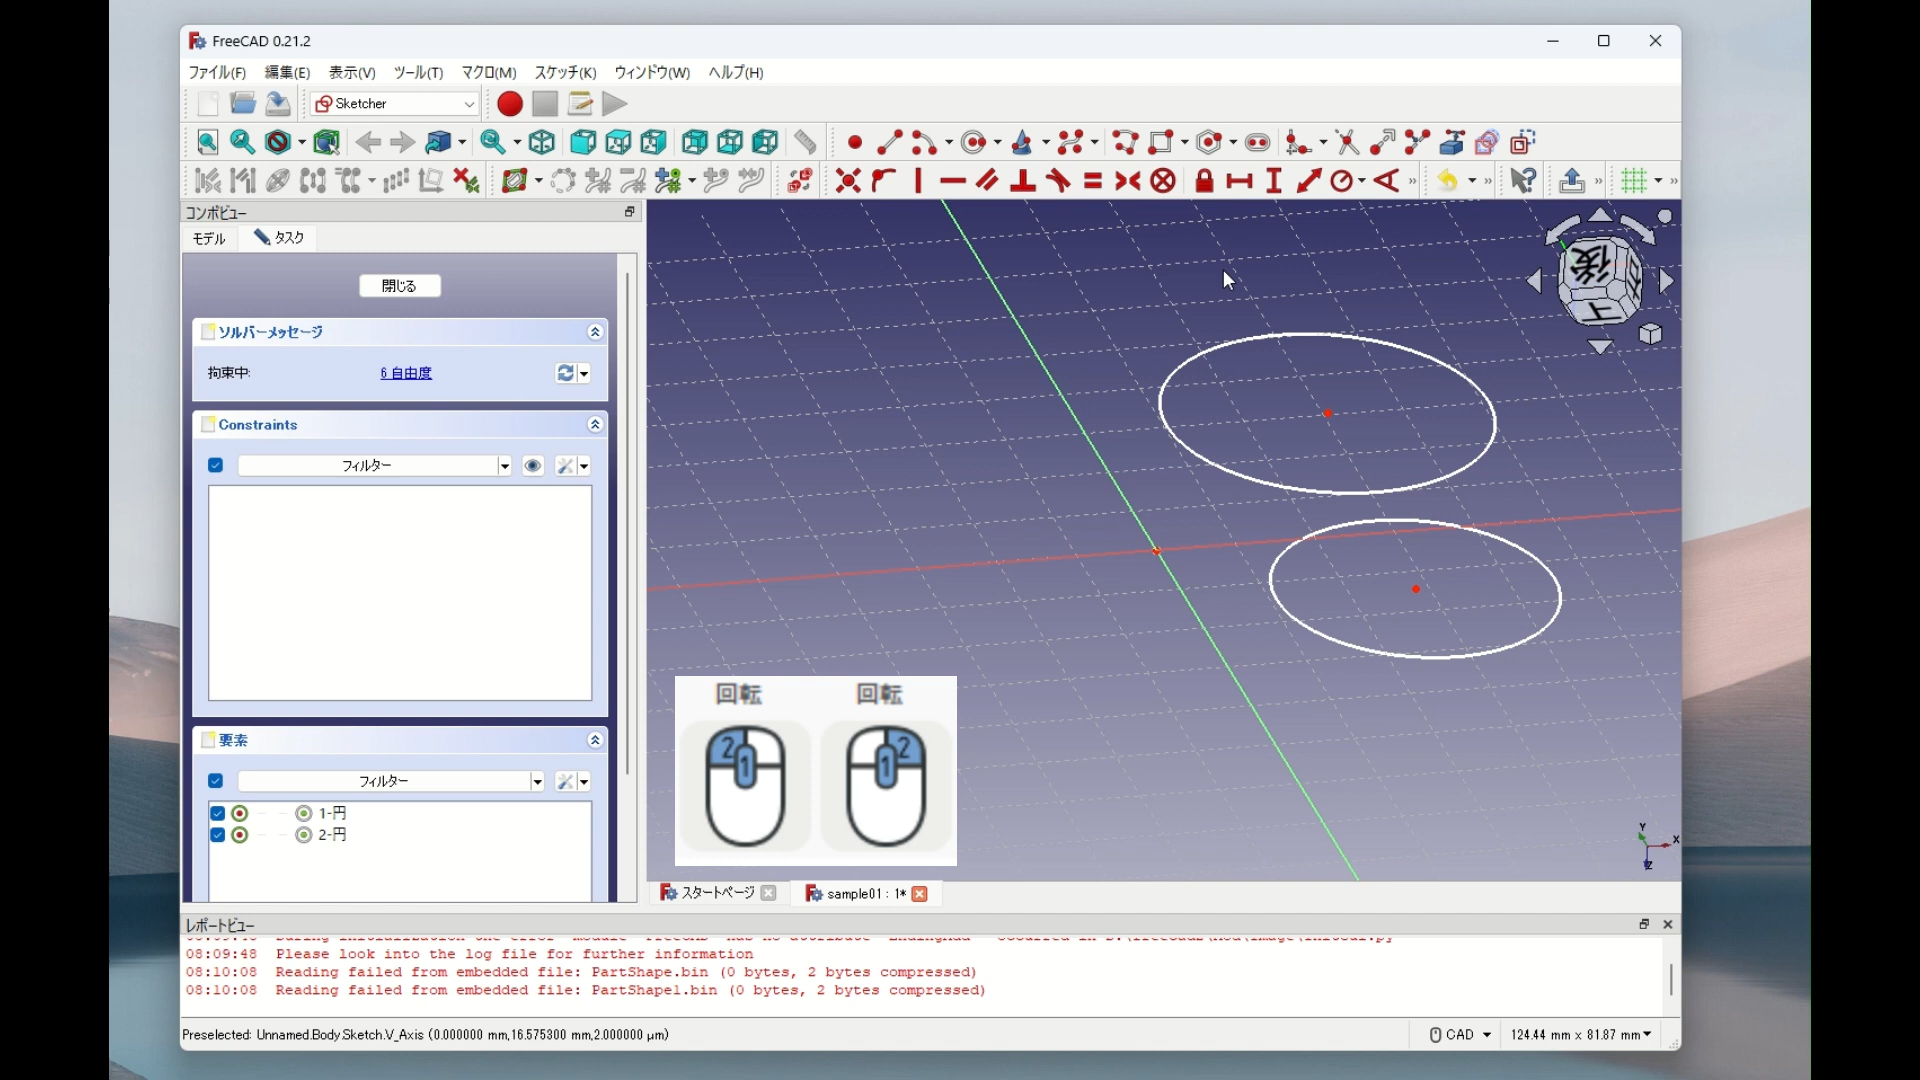 FreeCAD 0.21.2
ファイル(F) 編集(E) 表示(V) ツール(T) マクロ(M) スケッチ(K) ウィンドウ(W) ヘルプ(H)
Sketcher
コンボビュー
モデル タスク
閉じる
ソルバーメッセージ
拘束中: 6 自由度
Constraints
フィルター
要素
フィルター
1-円
2-円
後
下
回転 回転
2 1 1 2
Y
X
Z
スタートページ sample01 : 1*
レポートビュー
08:09:48 Please look into the log file for further information
08:10:08 Reading failed from embedded file: PartShape.bin (0 bytes, 2 bytes compressed)
08:10:08 Reading failed from embedded file: PartShape1.bin (0 bytes, 2 bytes compressed)
Preselected: Unnamed.Body.Sketch.V_Axis (0.000000 mm,16.575300 mm,2.000000 µm) CAD 124.44 mm x 81.87 mm